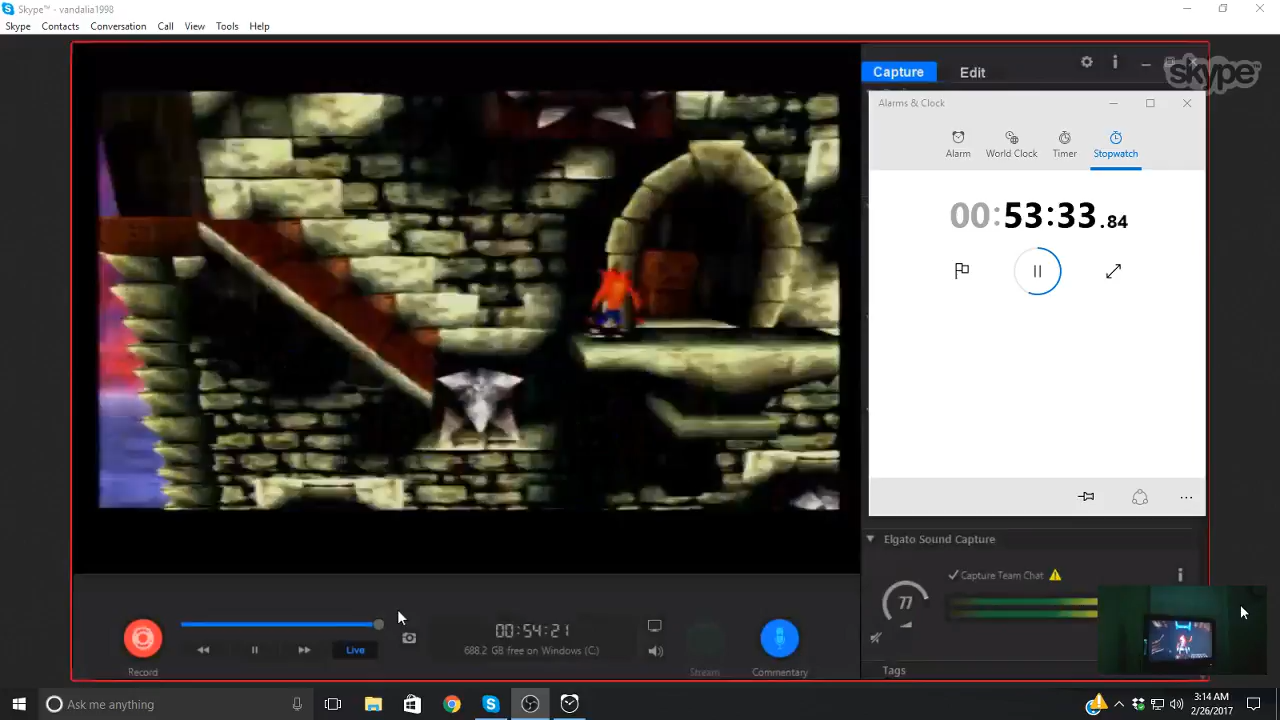 Skype™ - vandalia1998
Skype Contacts Conversation Call View Tools Help
Capture Edit
skype™
Alarms & Clock
Alarm World Clock Timer Stopwatch
00:53:33.84
Elgato Sound Capture
Capture Team Chat
77
00:54:21
688.2 GB free on Windows (C:)
Live
Record
Stream
Commentary
Tags
Ask me anything
3:14 AM
2/26/2017